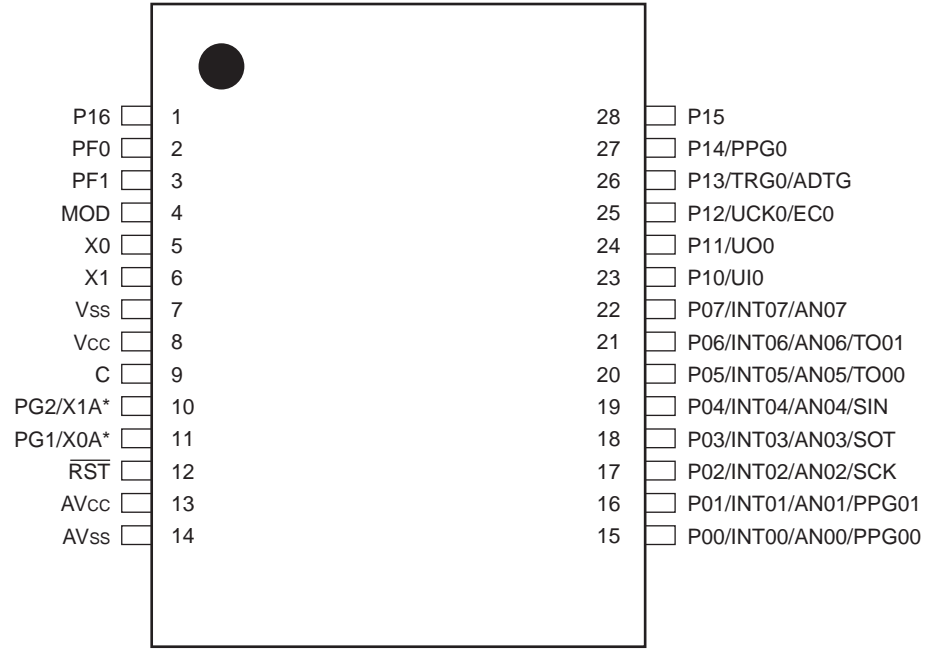 P16 1 28 P15
PF0 2 27 P14/PPG0
PF1 3 26 P13/TRG0/ADTG
MOD 4 25 P12/UCK0/EC0
X0 5 24 P11/UO0
X1 6 23 P10/UI0
Vss 7 22 P07/INT07/AN07
Vcc 8 21 P06/INT06/AN06/TO01
C 9 20 P05/INT05/AN05/TO00
PG2/X1A* 10 19 P04/INT04/AN04/SIN
PG1/X0A* 11 18 P03/INT03/AN03/SOT
R̅S̅T̅ 12 17 P02/INT02/AN02/SCK
AVcc 13 16 P01/INT01/AN01/PPG01
AVss 14 15 P00/INT00/AN00/PPG00